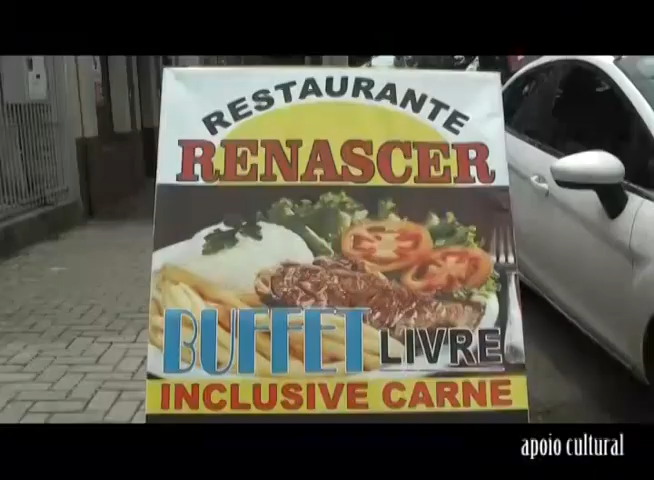 RESTAURANTE
RENASCER
BUFFET LIVRE
INCLUSIVE CARNE
apoio cultural